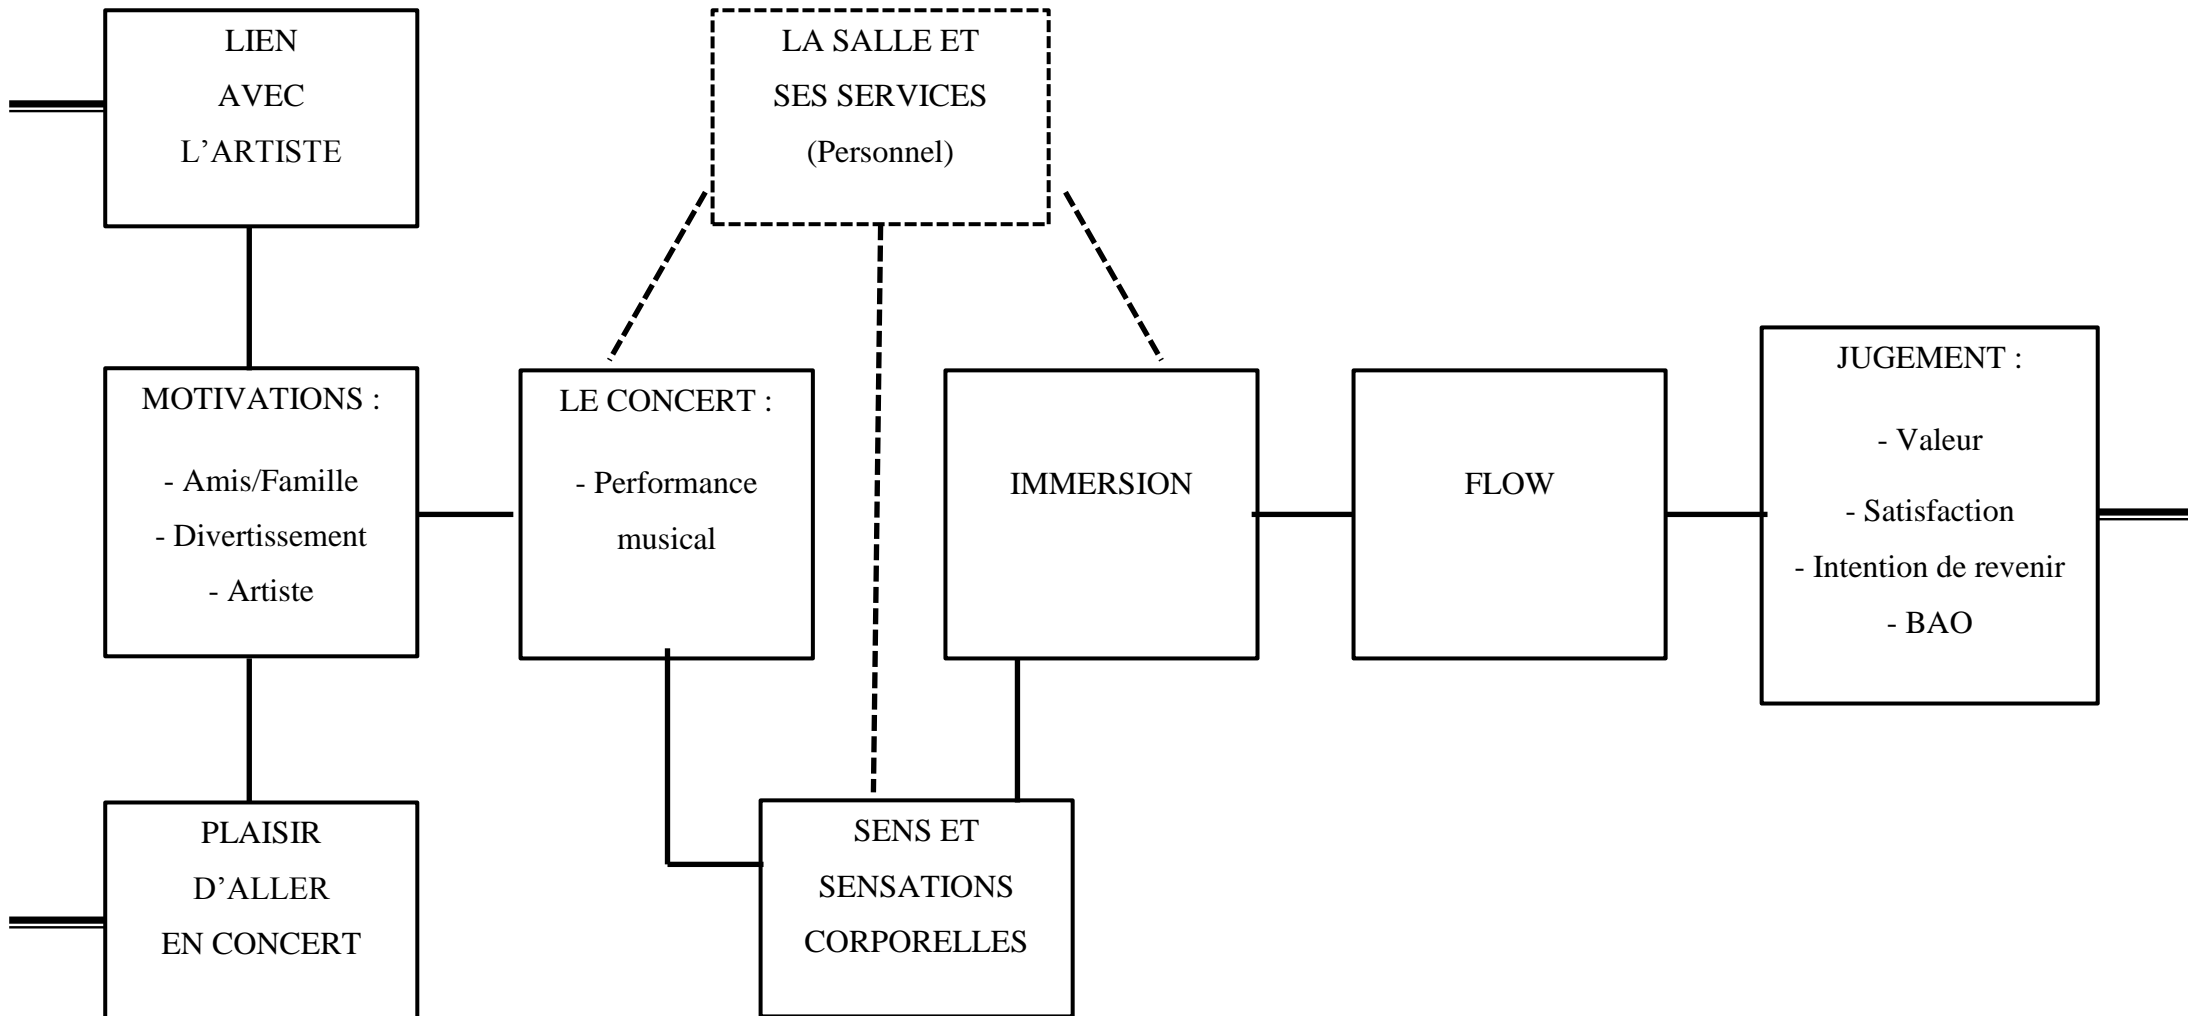 LIEN
AVEC
L’ARTISTE
LA SALLE ET
SES SERVICES
(Personnel)
MOTIVATIONS :
- Amis/Famille
- Divertissement
- Artiste
LE CONCERT :
- Performance
musical
IMMERSION
FLOW
JUGEMENT :
- Valeur
- Satisfaction
- Intention de revenir
- BAO
PLAISIR
D’ALLER
EN CONCERT
SENS ET
SENSATIONS
CORPORELLES